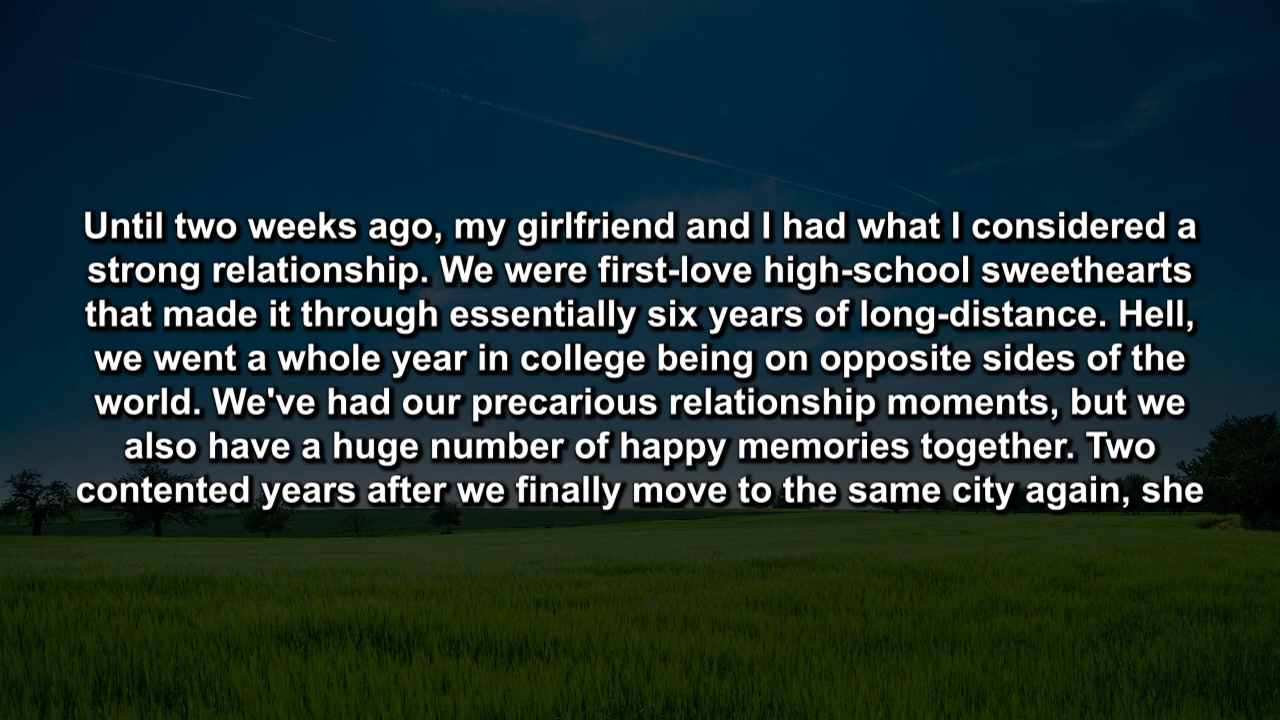 Until two weeks ago, my girlfriend and I had what I considered a
strong relationship. We were first-love high-school sweethearts
that made it through essentially six years of long-distance. Hell,
we went a whole year in college being on opposite sides of the
world. We've had our precarious relationship moments, but we
also have a huge number of happy memories together. Two
contented years after we finally move to the same city again, she